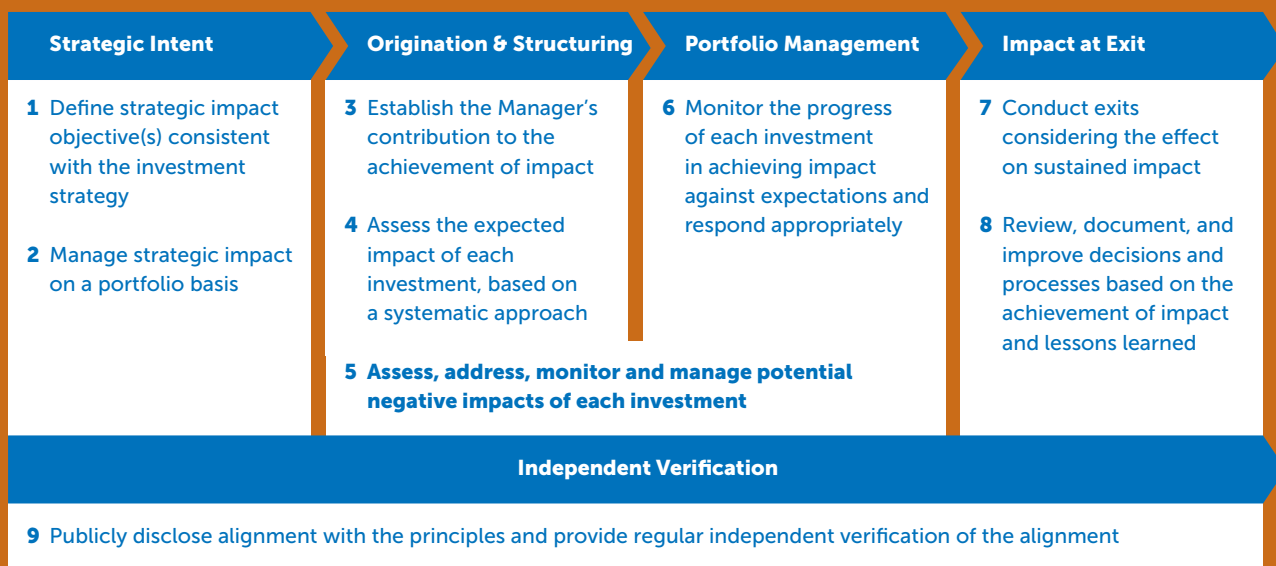 Strategic Intent
Origination & Structuring
Portfolio Management
Impact at Exit
1 Define strategic impact
objective(s) consistent
with the investment
strategy
2 Manage strategic impact
on a portfolio basis
3 Establish the Manager’s
contribution to the
achievement of impact
4 Assess the expected
impact of each
investment, based on
a systematic approach
5 Assess, address, monitor and manage potential
negative impacts of each investment
6 Monitor the progress
of each investment
in achieving impact
against expectations and
respond appropriately
7 Conduct exits
considering the effect
on sustained impact
8 Review, document, and
improve decisions and
processes based on the
achievement of impact
and lessons learned
Independent Verification
9 Publicly disclose alignment with the principles and provide regular independent verification of the alignment